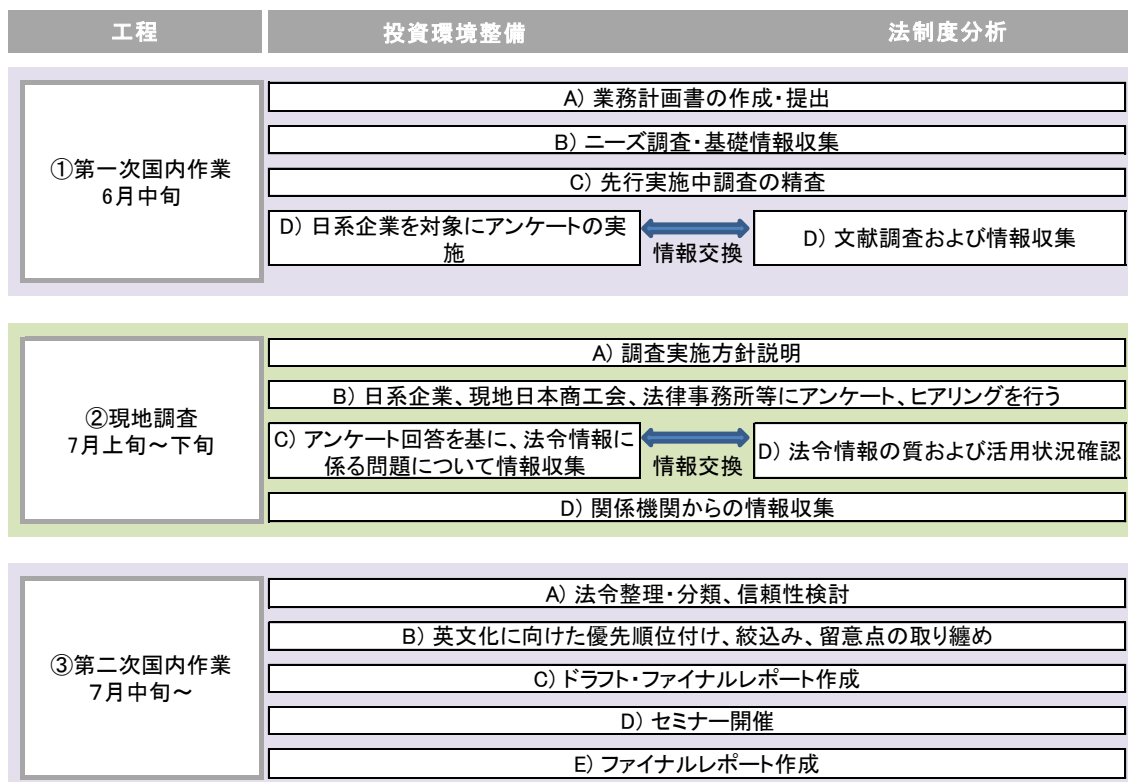 工程 投資環境整備 法制度分析
①第一次国内作業
6月中旬
A) 業務計画書の作成・提出
B) ニーズ調査・基礎情報収集
C) 先行実施中調査の精査
D) 日系企業を対象にアンケートの実
施
情報交換
D) 文献調査および情報収集
②現地調査
7月上旬～下旬
A) 調査実施方針説明
B) 日系企業、現地日本商工会、法律事務所等にアンケート、ヒアリングを行う
C) アンケート回答を基に、法令情報に
係る問題について情報収集
情報交換
D) 法令情報の質および活用状況確認
D) 関係機関からの情報収集
③第二次国内作業
7月中旬～
A) 法令整理・分類、信頼性検討
B) 英文化に向けた優先順位付け、絞込み、留意点の取り纏め
C) ドラフト・ファイナルレポート作成
D) セミナー開催
E) ファイナルレポート作成